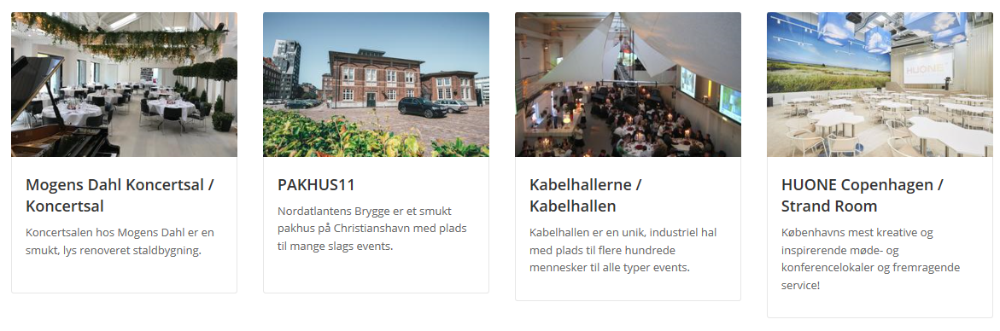 HUONE
Mogens Dahl Koncertsal /
Koncertsal
Koncertsalen hos Mogens Dahl er en
smukt, lys renoveret staldbygning.
PAKHUS11
Nordatlantens Brygge er et smukt
pakhus på Christianshavn med plads
til mange slags events.
Kabelhallerne /
Kabelhallen
Kabelhallen er en unik, industriel hal
med plads til flere hundrede
mennesker til alle typer events.
HUONE Copenhagen /
Strand Room
Københavns mest kreative og
inspirerende møde- og
konferencelokaler og fremragende
service!